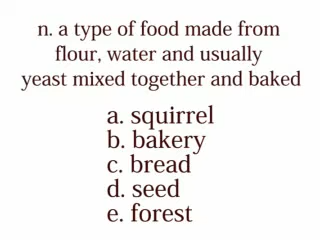 n. a type of food made from
flour, water and usually
yeast mixed together and baked
a. squirrel
b. bakery
c. bread
d. seed
e. forest